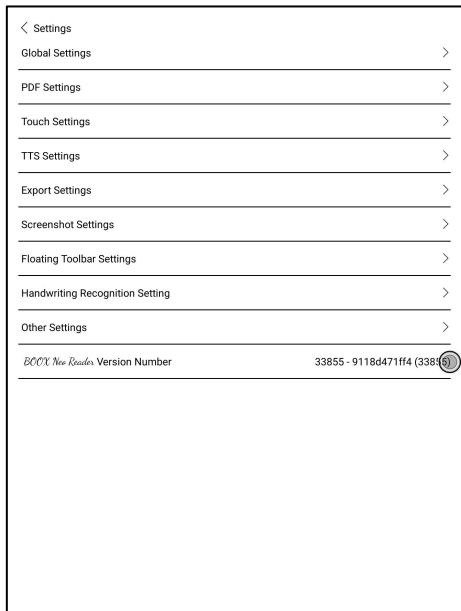 Settings
Global Settings
PDF Settings
Touch Settings
TTS Settings
Export Settings
Screenshot Settings
Floating Toolbar Settings
Handwriting Recognition Setting
Other Settings
BOOX Neo Reader Version Number 33855 - 9118d471ff4 (33855)